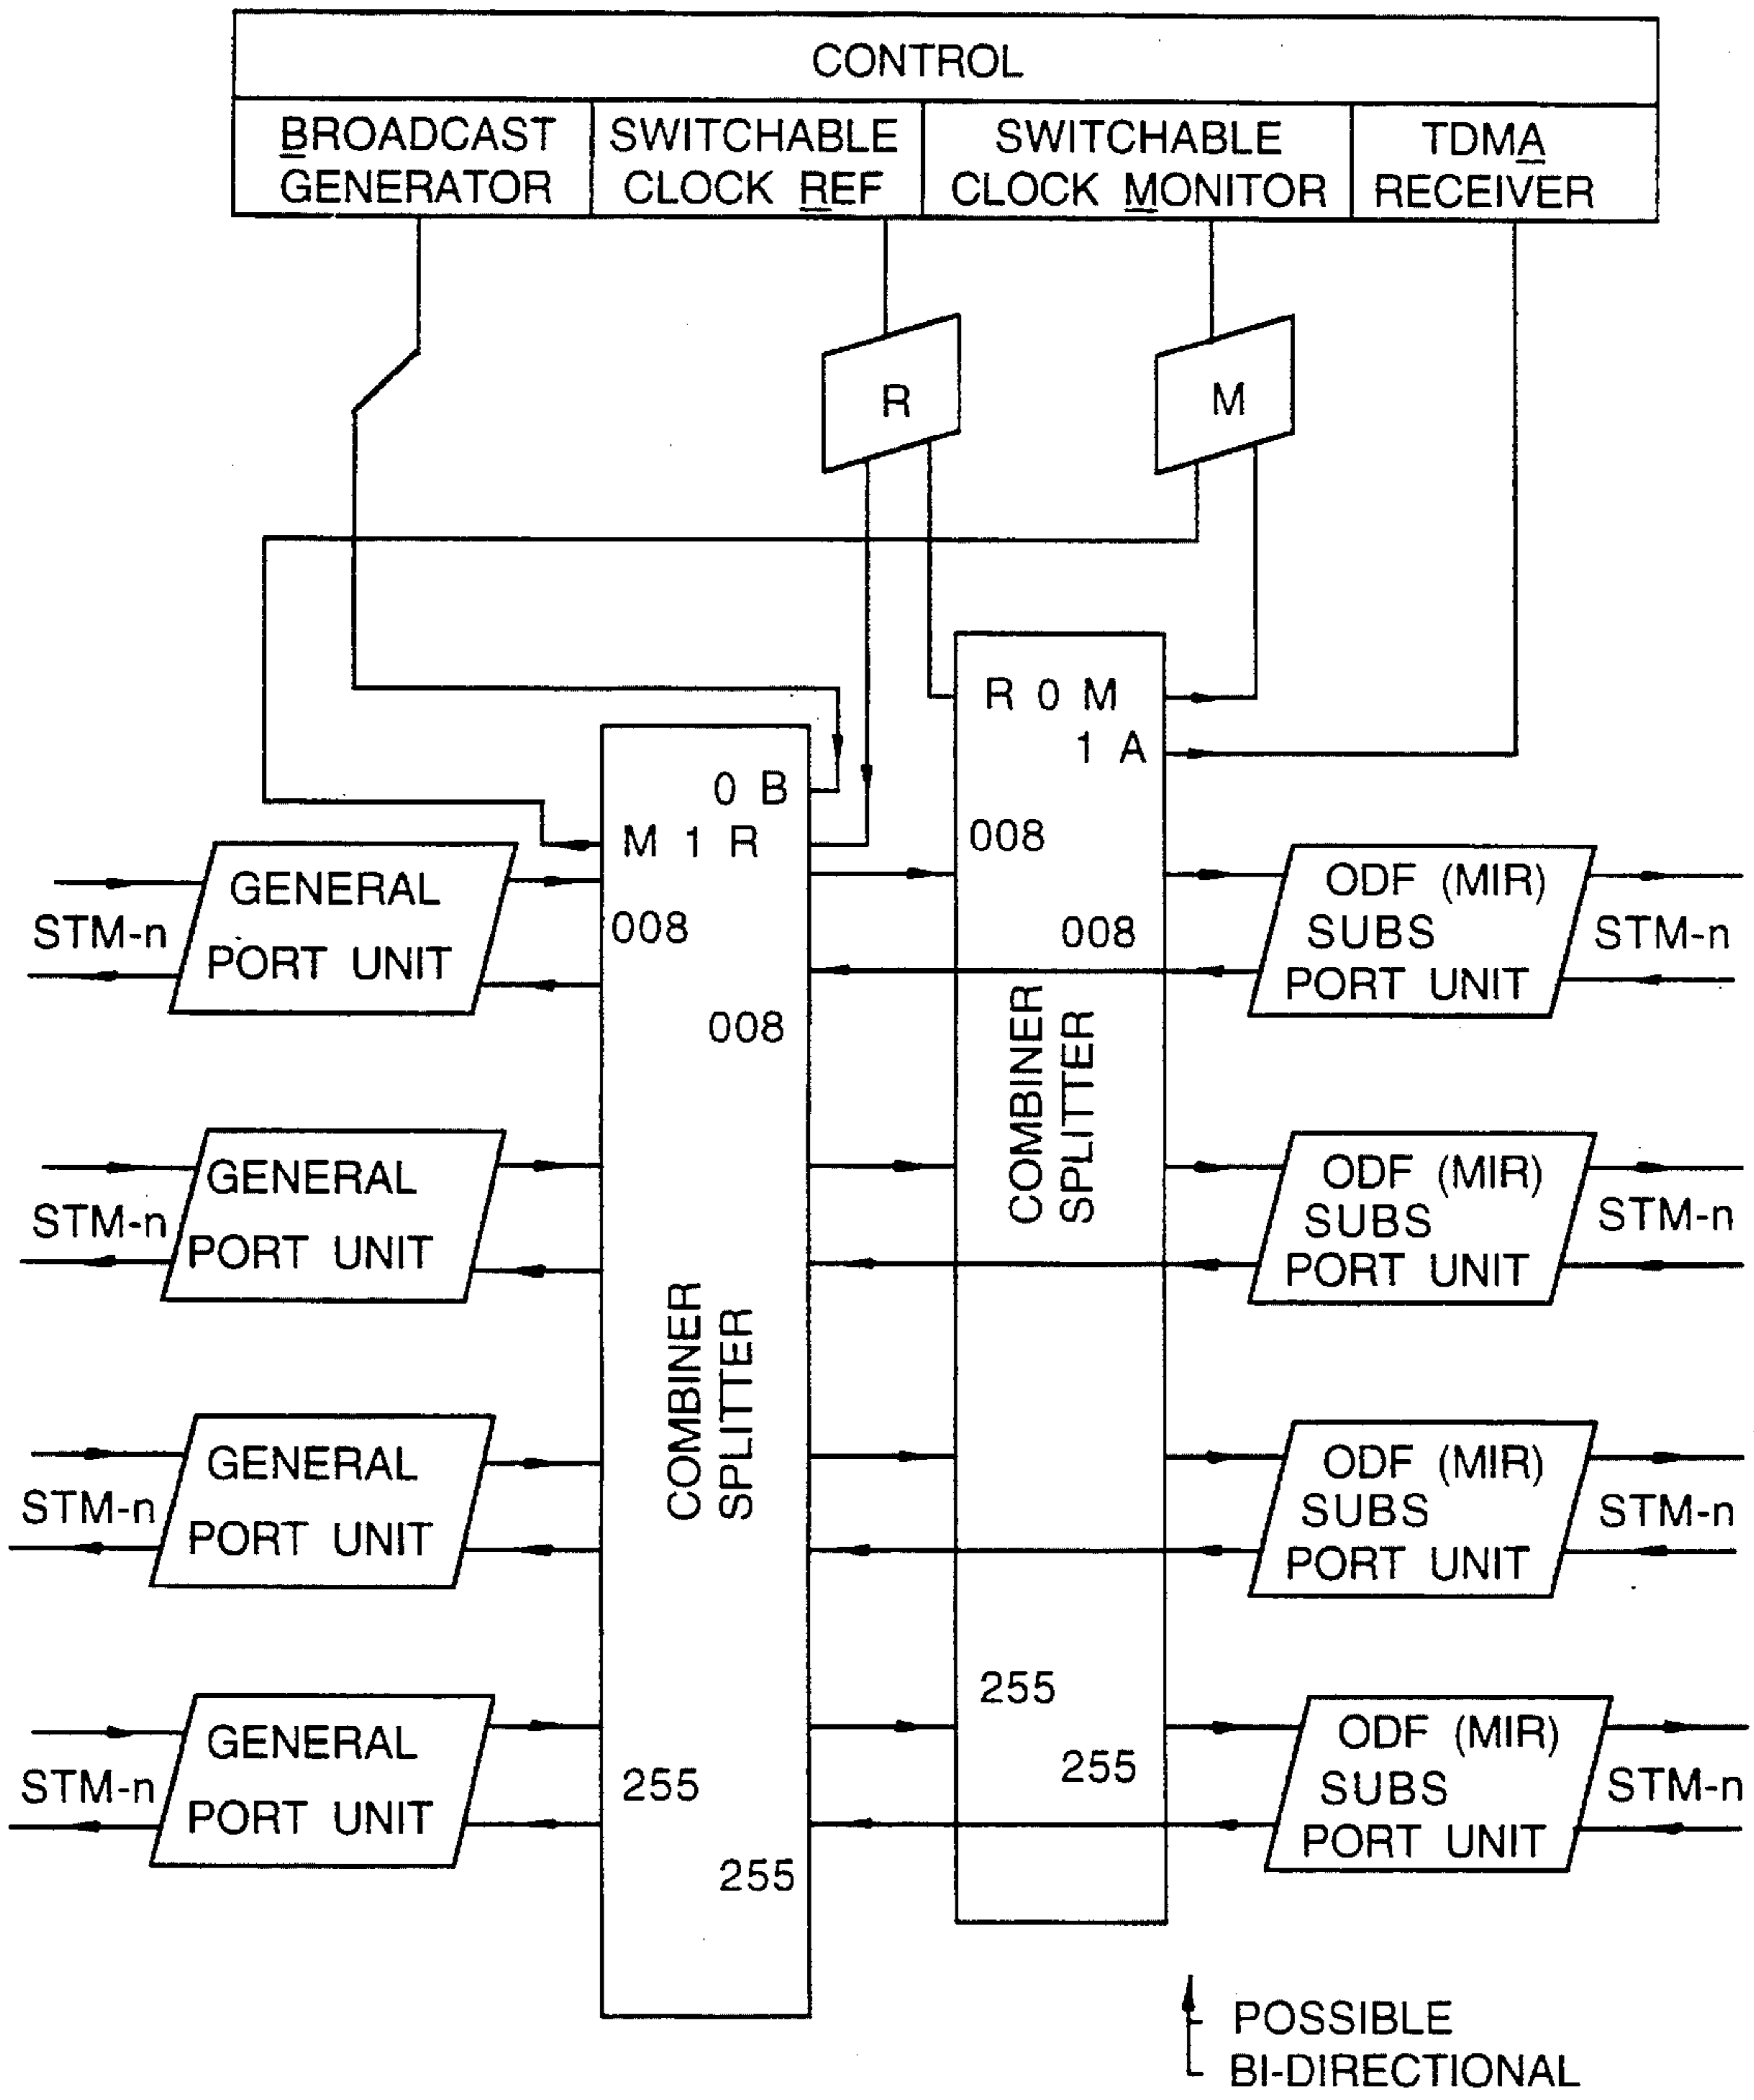 CONTROL
BROADCAST GENERATOR
SWITCHABLE CLOCK REF
SWITCHABLE CLOCK MONITOR
TDMA RECEIVER
R
M
R 0 M
1 A
0 B
M 1 R
008
008
008
008
COMBINER SPLITTER
COMBINER SPLITTER
255
255
255
255
STM-n
GENERAL
PORT UNIT
ODF (MIR)
SUBS
PORT UNIT
STM-n
STM-n
GENERAL
PORT UNIT
ODF (MIR)
SUBS
PORT UNIT
STM-n
STM-n
GENERAL
PORT UNIT
ODF (MIR)
SUBS
PORT UNIT
STM-n
STM-n
GENERAL
PORT UNIT
ODF (MIR)
SUBS
PORT UNIT
STM-n
POSSIBLE
BI-DIRECTIONAL